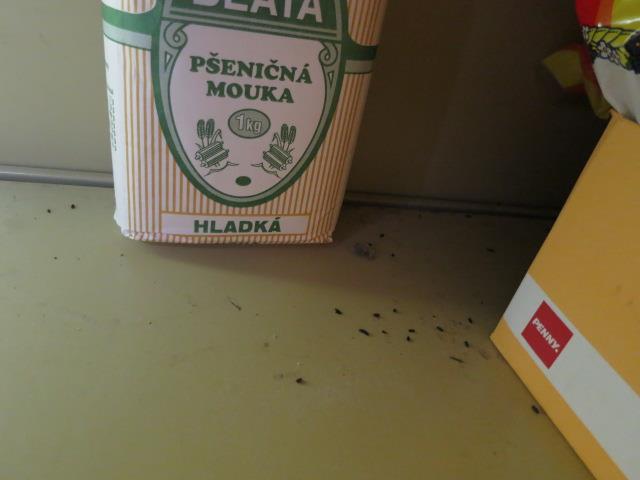 BEATA
PŠENIČNÁ
MOUKA
1kg
HLADKÁ
PENNY.